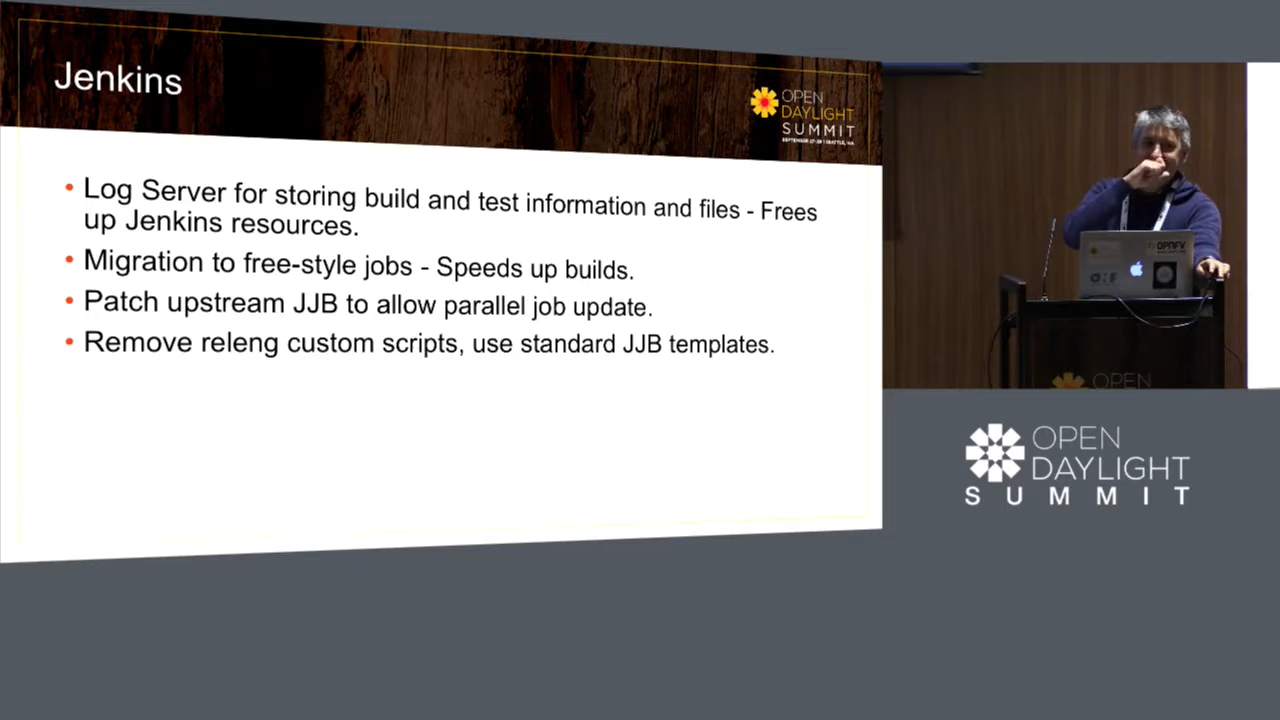 Jenkins
OPEN
DAYLIGHT
SUMMIT
• Log Server for storing build and test information and files - Frees
up Jenkins resources.
• Migration to free-style jobs - Speeds up builds.
• Patch upstream JJB to allow parallel job update.
• Remove releng custom scripts, use standard JJB templates.
OPNFV
OPEN
OPEN
DAYLIGHT
SUMMIT